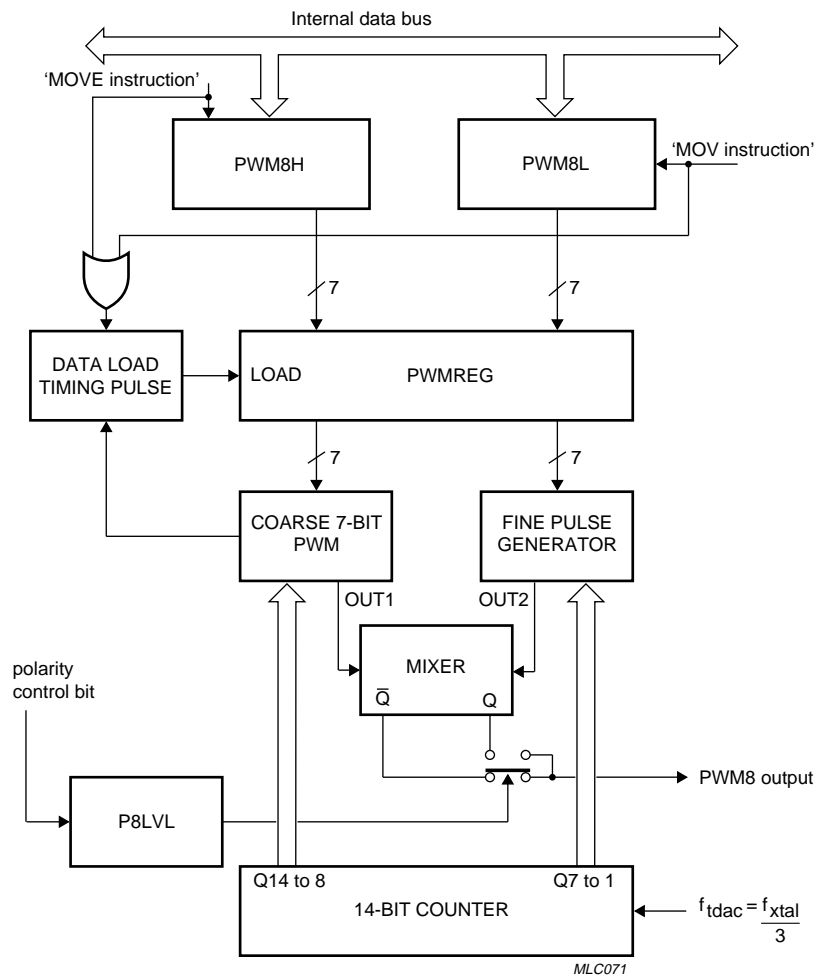 Internal data bus
‘MOVE instruction’
PWM8H
PWM8L
‘MOV instruction’
7
7
DATA LOAD
TIMING PULSE
LOAD
PWMREG
7
7
COARSE 7-BIT
PWM
FINE PULSE
GENERATOR
OUT1
OUT2
MIXER
Q̅
Q
polarity
control bit
PWM8 output
P8LVL
Q14 to 8
Q7 to 1
14-BIT COUNTER
f tdac = f xtal
3
MLC071